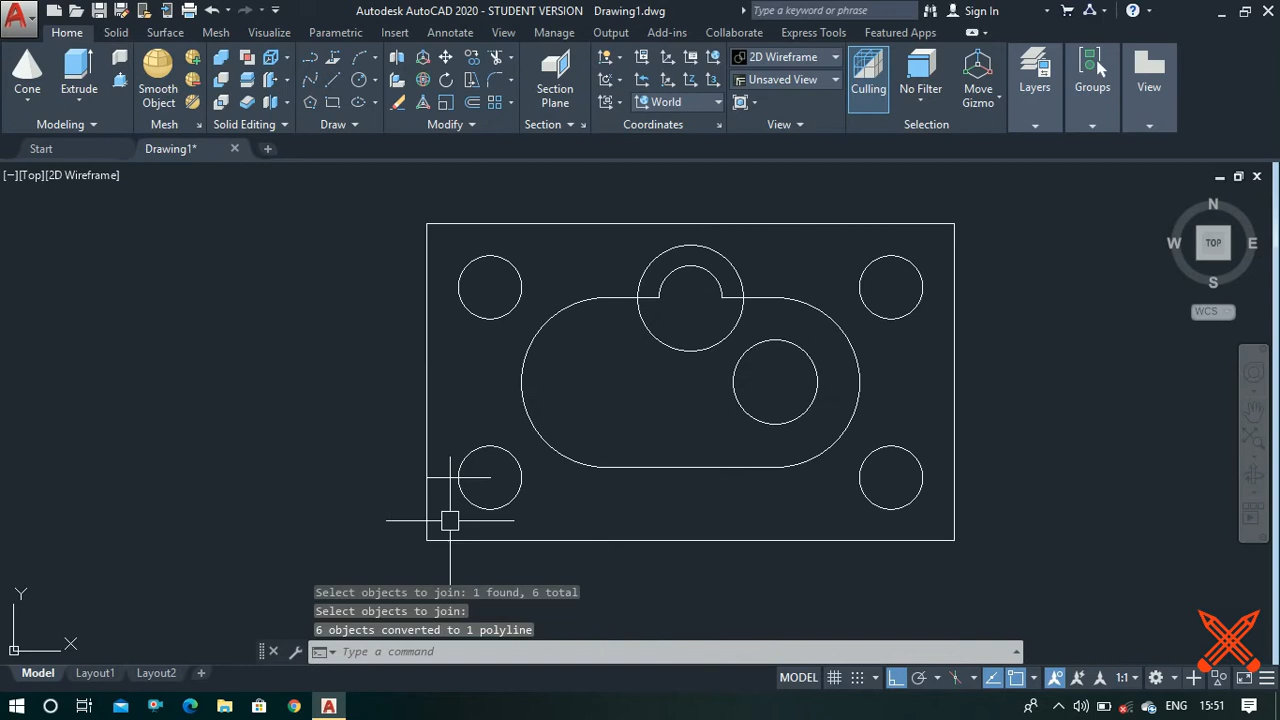 Autodesk AutoCAD 2020 - STUDENT VERSION Drawing1.dwg
Type a keyword or phrase
Sign In
Home Solid Surface Mesh Visualize Parametric Insert Annotate View Manage Output Add-ins Collaborate Express Tools Featured Apps
Cone
Extrude
Smooth
Object
Section
Plane
2D Wireframe
Unsaved View
World
Culling
No Filter
Move
Gizmo
Layers
Groups
View
Modeling
Mesh
Solid Editing
Draw
Modify
Section
Coordinates
View
Selection
Start
Drawing1*
[−][Top][2D Wireframe]
N
W
TOP
E
S
WCS
Select objects to join: 1 found, 6 total
Select objects to join:
6 objects converted to 1 polyline
Type a command
Y
X
Model
Layout1
Layout2
MODEL
1:1
ENG
15:51